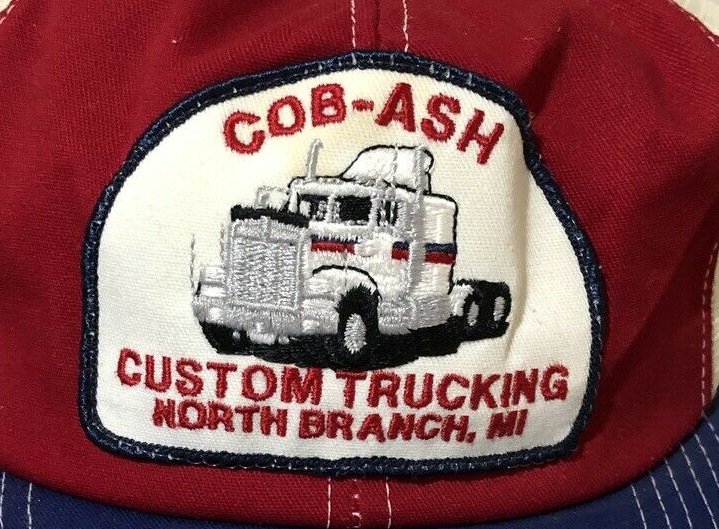 COB-ASH
CUSTOM TRUCKING
NORTH BRANCH, MI